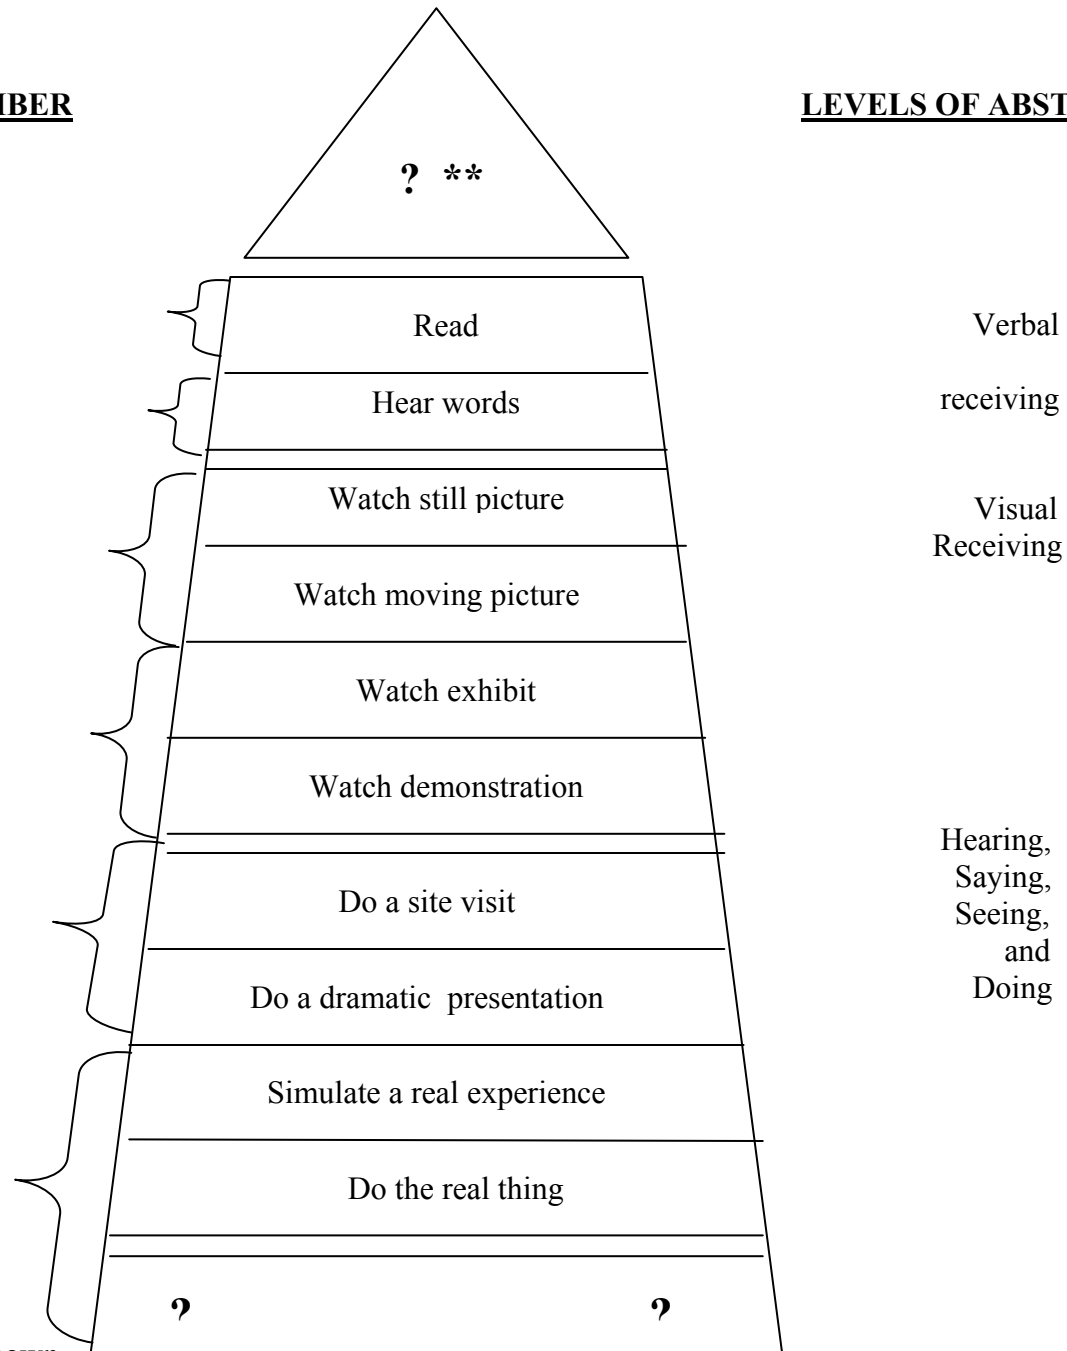 LEVELS OF ABST
? **
Read
Verbal
Hear words
receiving
Watch still picture
Visual
Receiving
Watch moving picture
Watch exhibit
Watch demonstration
Hearing,
Saying,
Seeing,
and
Doing
Do a site visit
Do a dramatic presentation
Simulate a real experience
Do the real thing
? ?